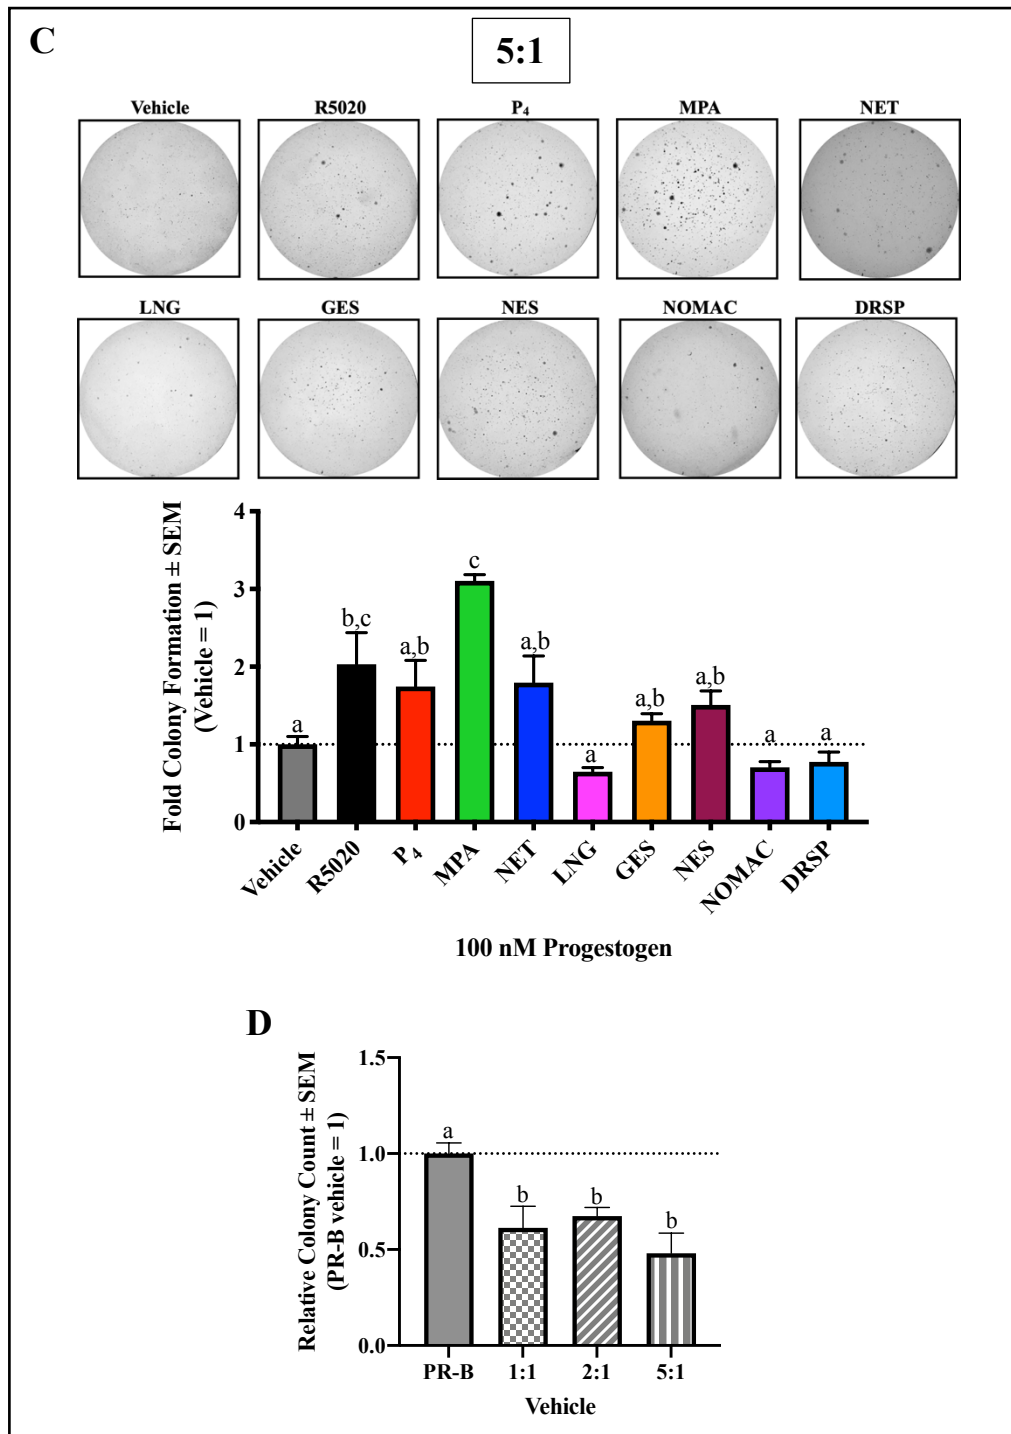 C
5:1
Vehicle R5020 P4 MPA NET
LNG GES NES NOMAC DRSP
Fold Colony Formation ± SEM
(Vehicle = 1)
4
3
2
1
0
a b,c a,b c a,b a a,b a,b a a
Vehicle R5020 P4 MPA NET LNG GES NES NOMAC DRSP
100 nM Progestogen
D
Relative Colony Count ± SEM
(PR-B vehicle = 1)
1.5
1.0
0.5
0.0
a b b b
PR-B 1:1 2:1 5:1
Vehicle